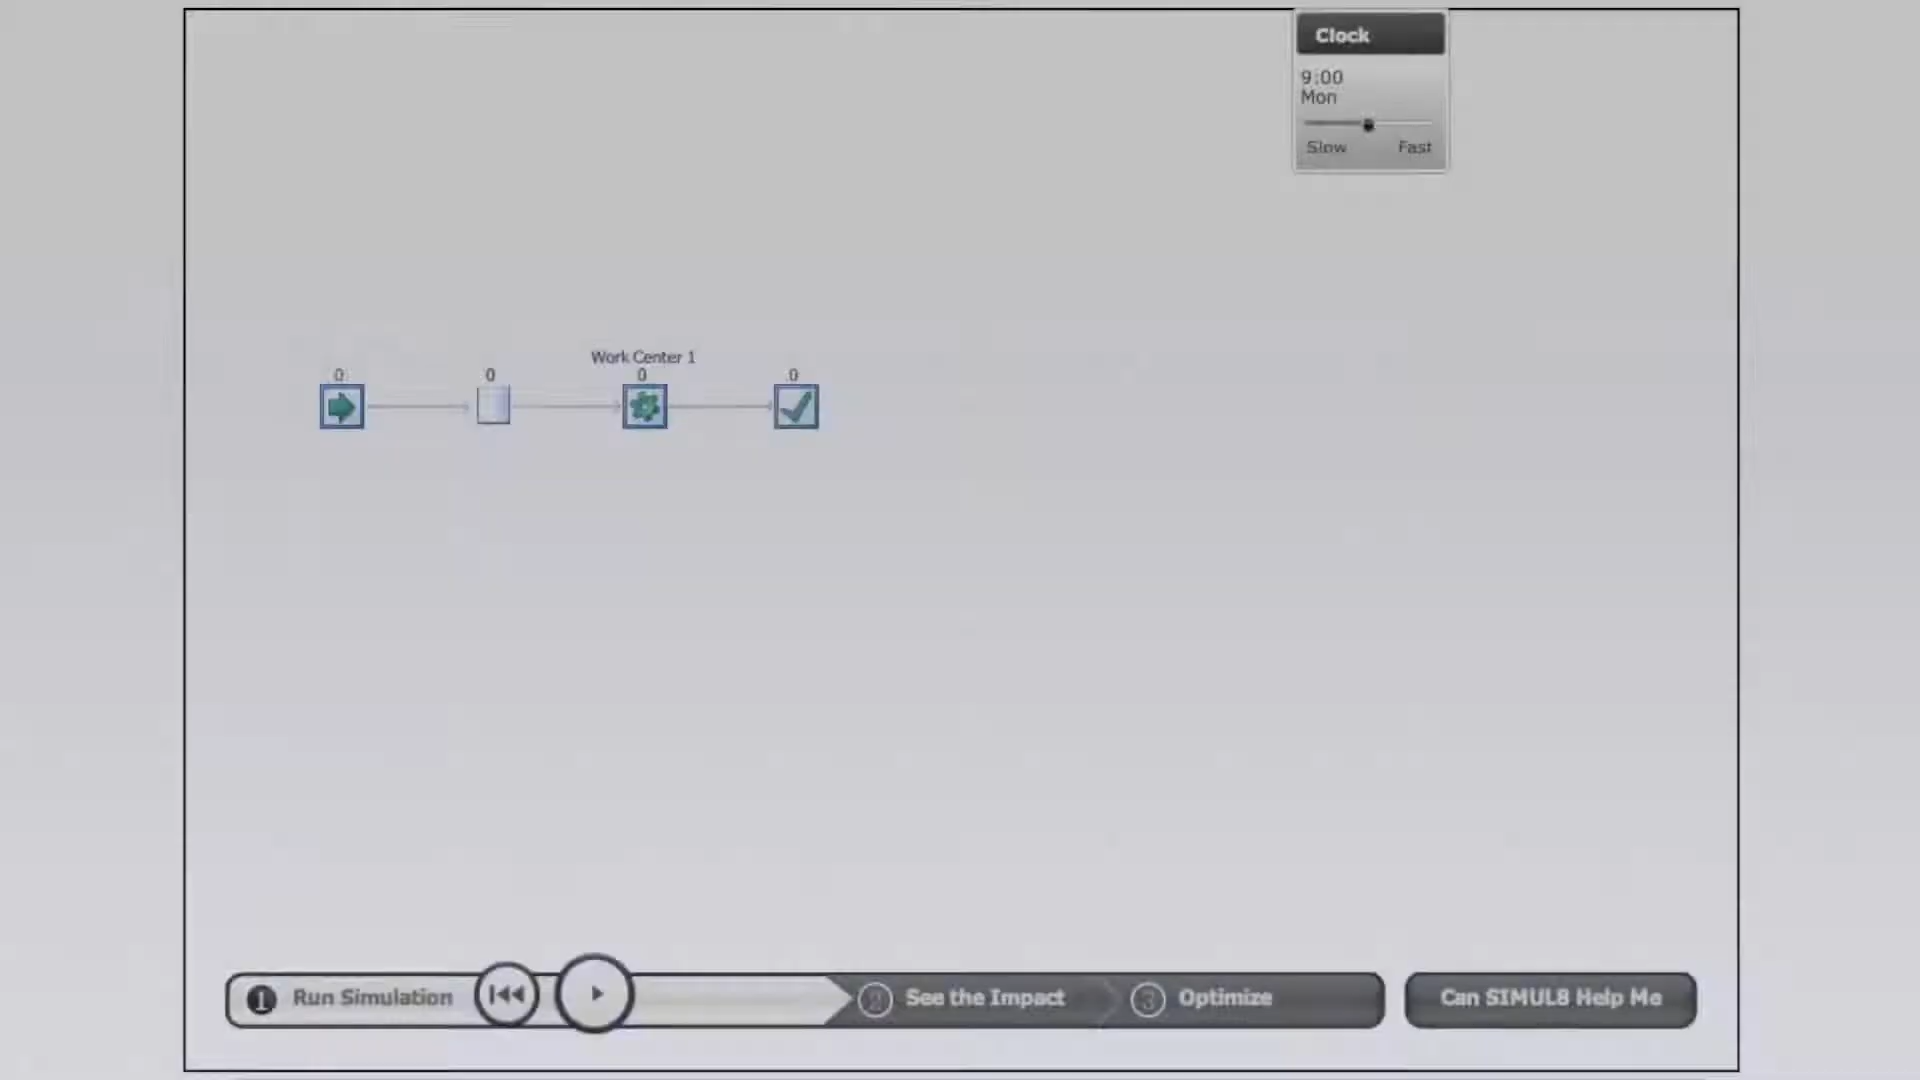 Clock
9:00
Mon
Slow Fast
Work Center 1
0 0 0 0
1 Run Simulation 2 See the Impact 3 Optimize Can SIMUL8 Help Me